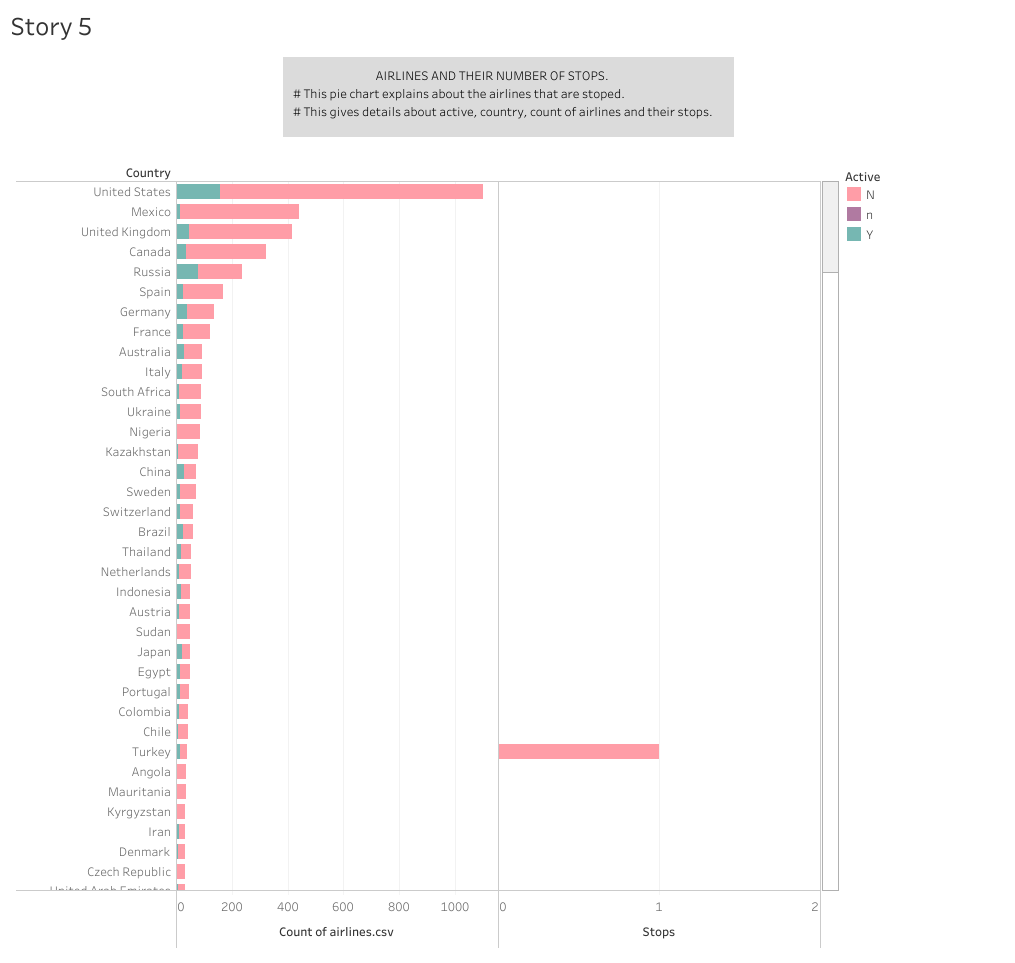 Story 5
AIRLINES AND THEIR NUMBER OF STOPS.
# This pie chart explains about the airlines that are stoped.
# This gives details about active, country, count of airlines and their stops.
Country
United States
Mexico
United Kingdom
Canada
Russia
Spain
Germany
France
Australia
Italy
South Africa
Ukraine
Nigeria
Kazakhstan
China
Sweden
Switzerland
Brazil
Thailand
Netherlands
Indonesia
Austria
Sudan
Japan
Egypt
Portugal
Colombia
Chile
Turkey
Angola
Mauritania
Kyrgyzstan
Iran
Denmark
Czech Republic
United Arab Emirates
0 200 400 600 800 1000
Count of airlines.csv
0 1 2
Stops
Active
N
n
Y